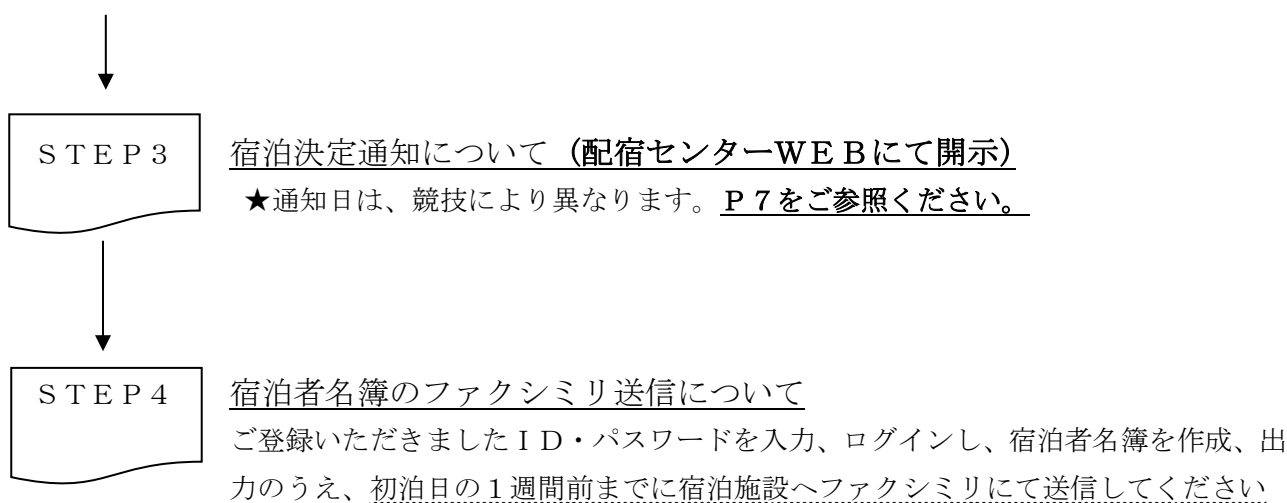 STEP3
宿泊決定通知について (配宿センターWEBにて開示)
★通知日は、競技により異なります。P7をご参照ください。
STEP4
宿泊者名簿のファクシミリ送信について
ご登録いただきましたID・パスワードを入力、ログインし、宿泊者名簿を作成、出
力のうえ、初泊日の1週間前までに宿泊施設へファクシミリにて送信してください